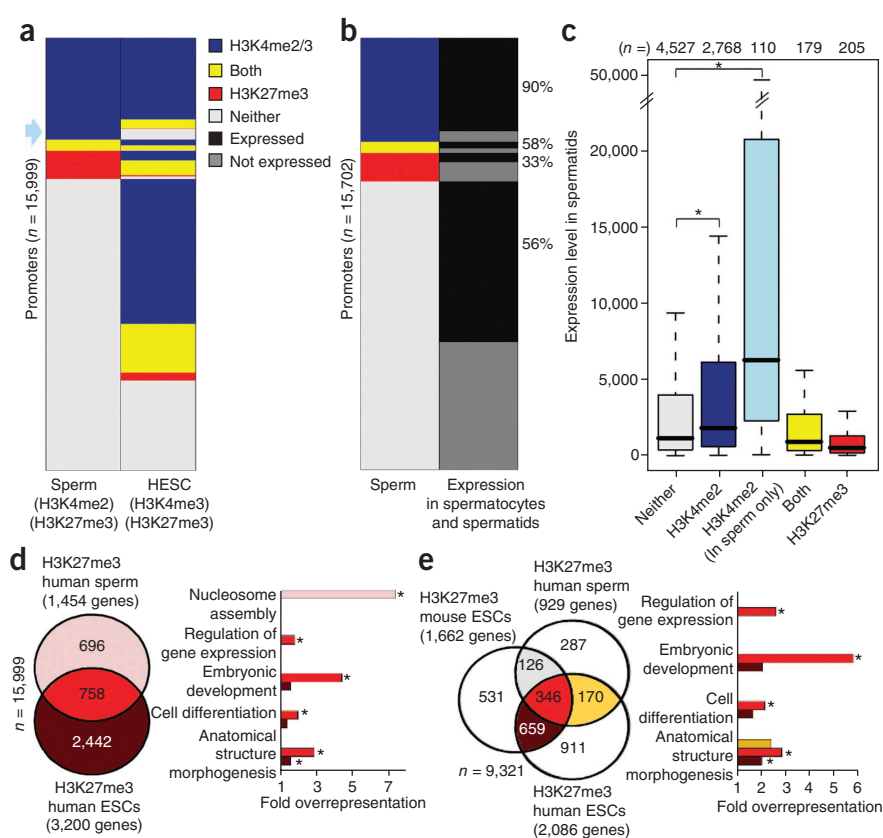 a
Promoters (n = 15,999)
Sperm
(H3K4me2)
(H3K27me3)
HESC
(H3K4me3)
(H3K27me3)
H3K4me2/3
Both
H3K27me3
Neither
Expressed
Not expressed
b
Promoters (n = 15,702)
90%
58%
33%
56%
Sperm
Expression
in spermatocytes
and spermatids
c
(n =) 4,527 2,768 110 179 205
Expression level in spermatids
50,000
20,000
15,000
10,000
5,000
0
*
*
Neither
H3K4me2
H3K4me2
(In sperm only)
Both
H3K27me3
d
H3K27me3
human sperm
(1,454 genes)
n = 15,999
696
758
2,442
H3K27me3
human ESCs
(3,200 genes)
Nucleosome
assembly
*
Regulation of
gene expression
*
Embryonic
development
*
Cell differentiation
*
Anatomical
structure
morphogenesis
*
*
1 3 5 7
Fold overrepresentation
e
H3K27me3
mouse ESCs
(1,662 genes)
H3K27me3
human sperm
(929 genes)
287
126
531
346
170
659
911
n = 9,321
H3K27me3
human ESCs
(2,086 genes)
Regulation of
gene expression
*
Embryonic
development
*
Cell
differentiation
*
Anatomical
structure
morphogenesis
*
*
1 2 3 4 5 6
Fold overrepresentation